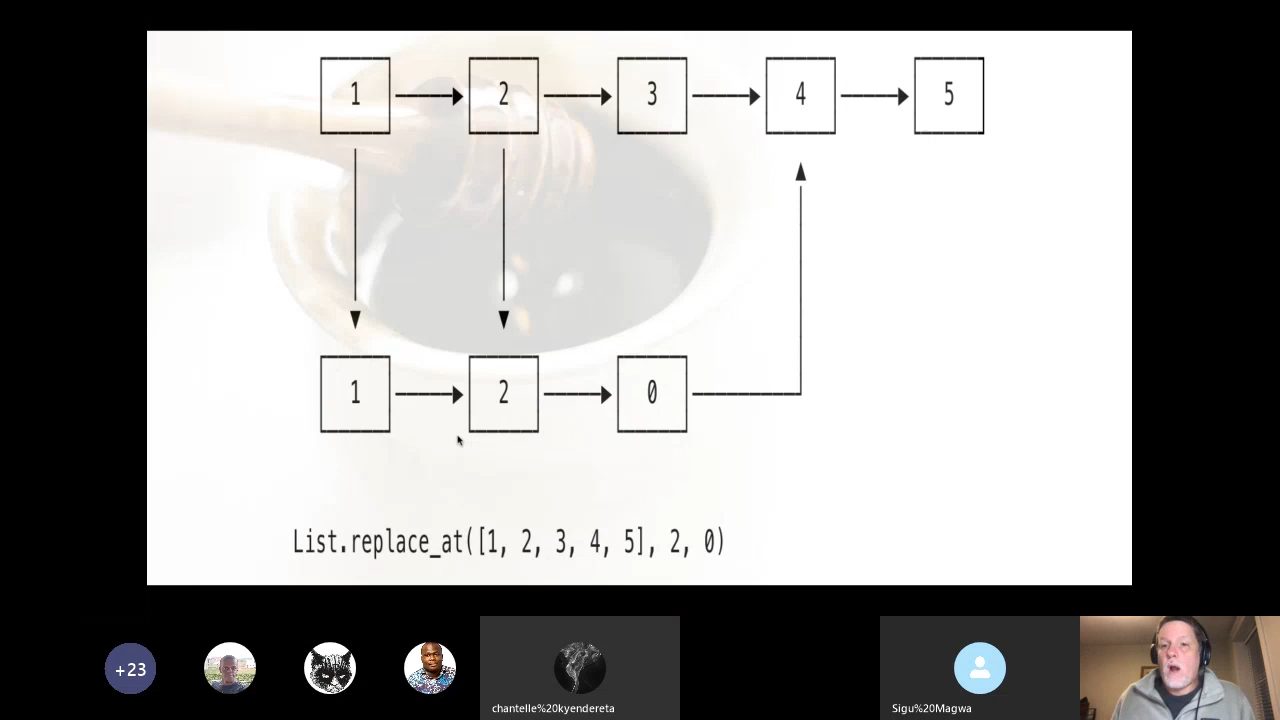 1 2 3 4 5
1 2 0
List.replace_at([1, 2, 3, 4, 5], 2, 0)
+23
chantelle%20kyendereta
Sigu%20Magwa